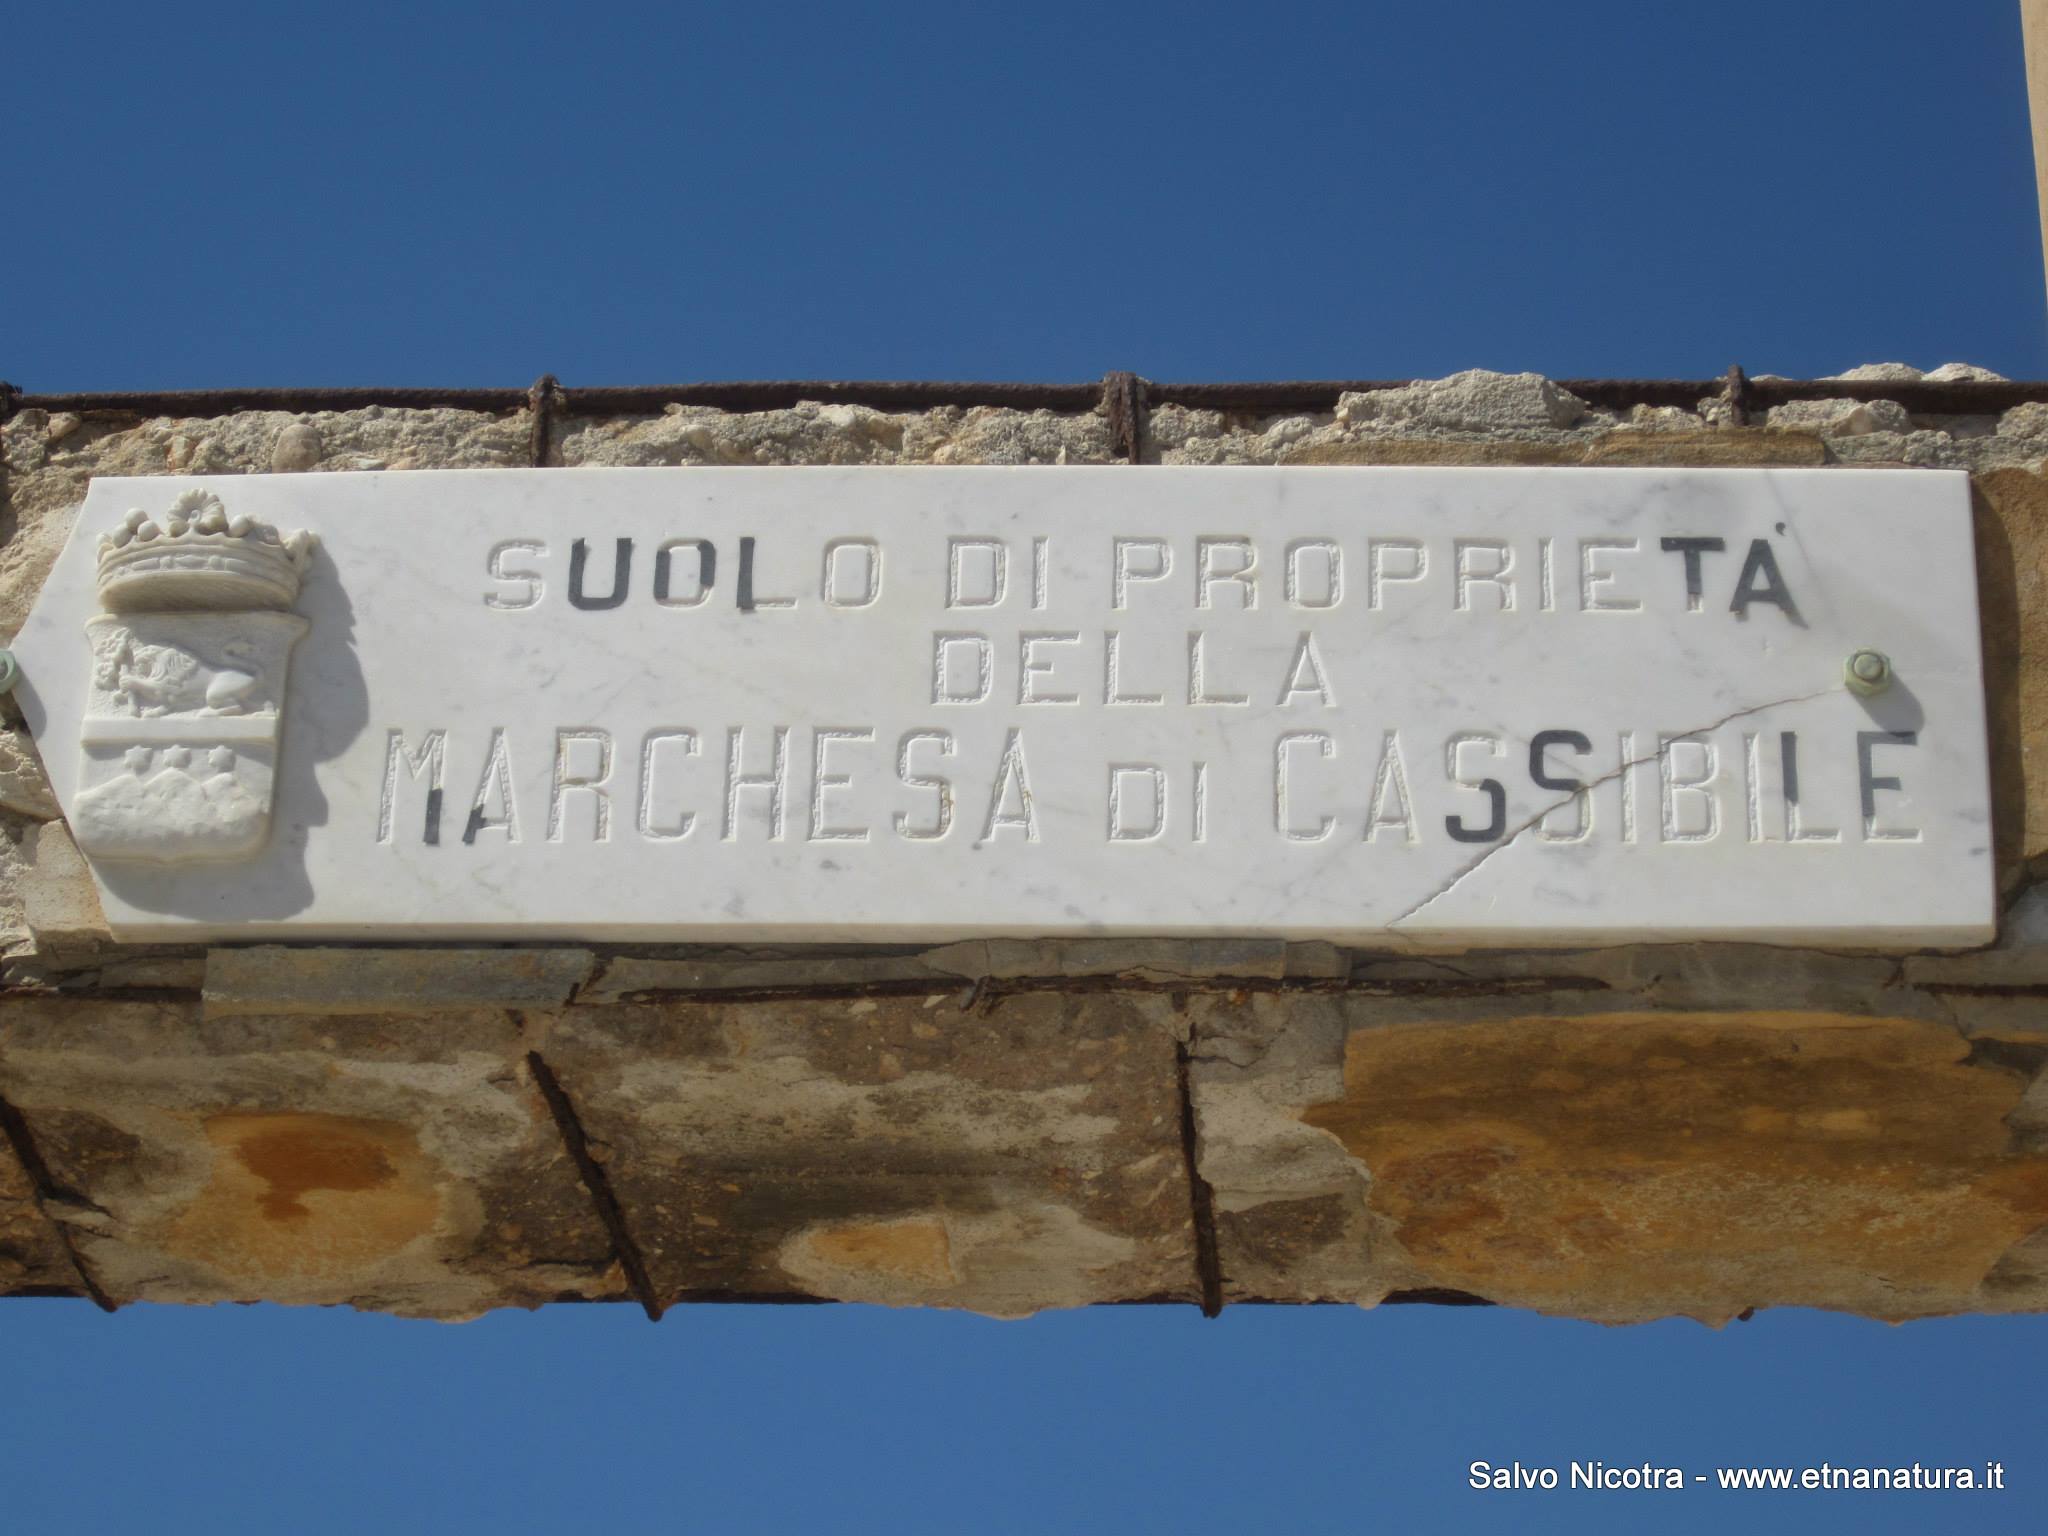 SUOLO DI PROPRIETÀ
DELLA
MARCHESA DI CASSIBILE
Salvo Nicotra - www.etnanatura.it